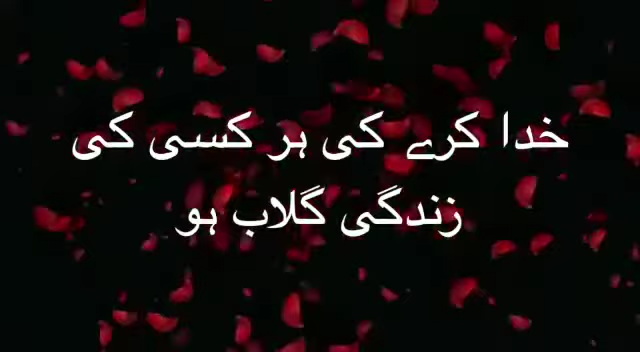 خدا کرے کی ہر کسی کی
زندگی گلاب ہو